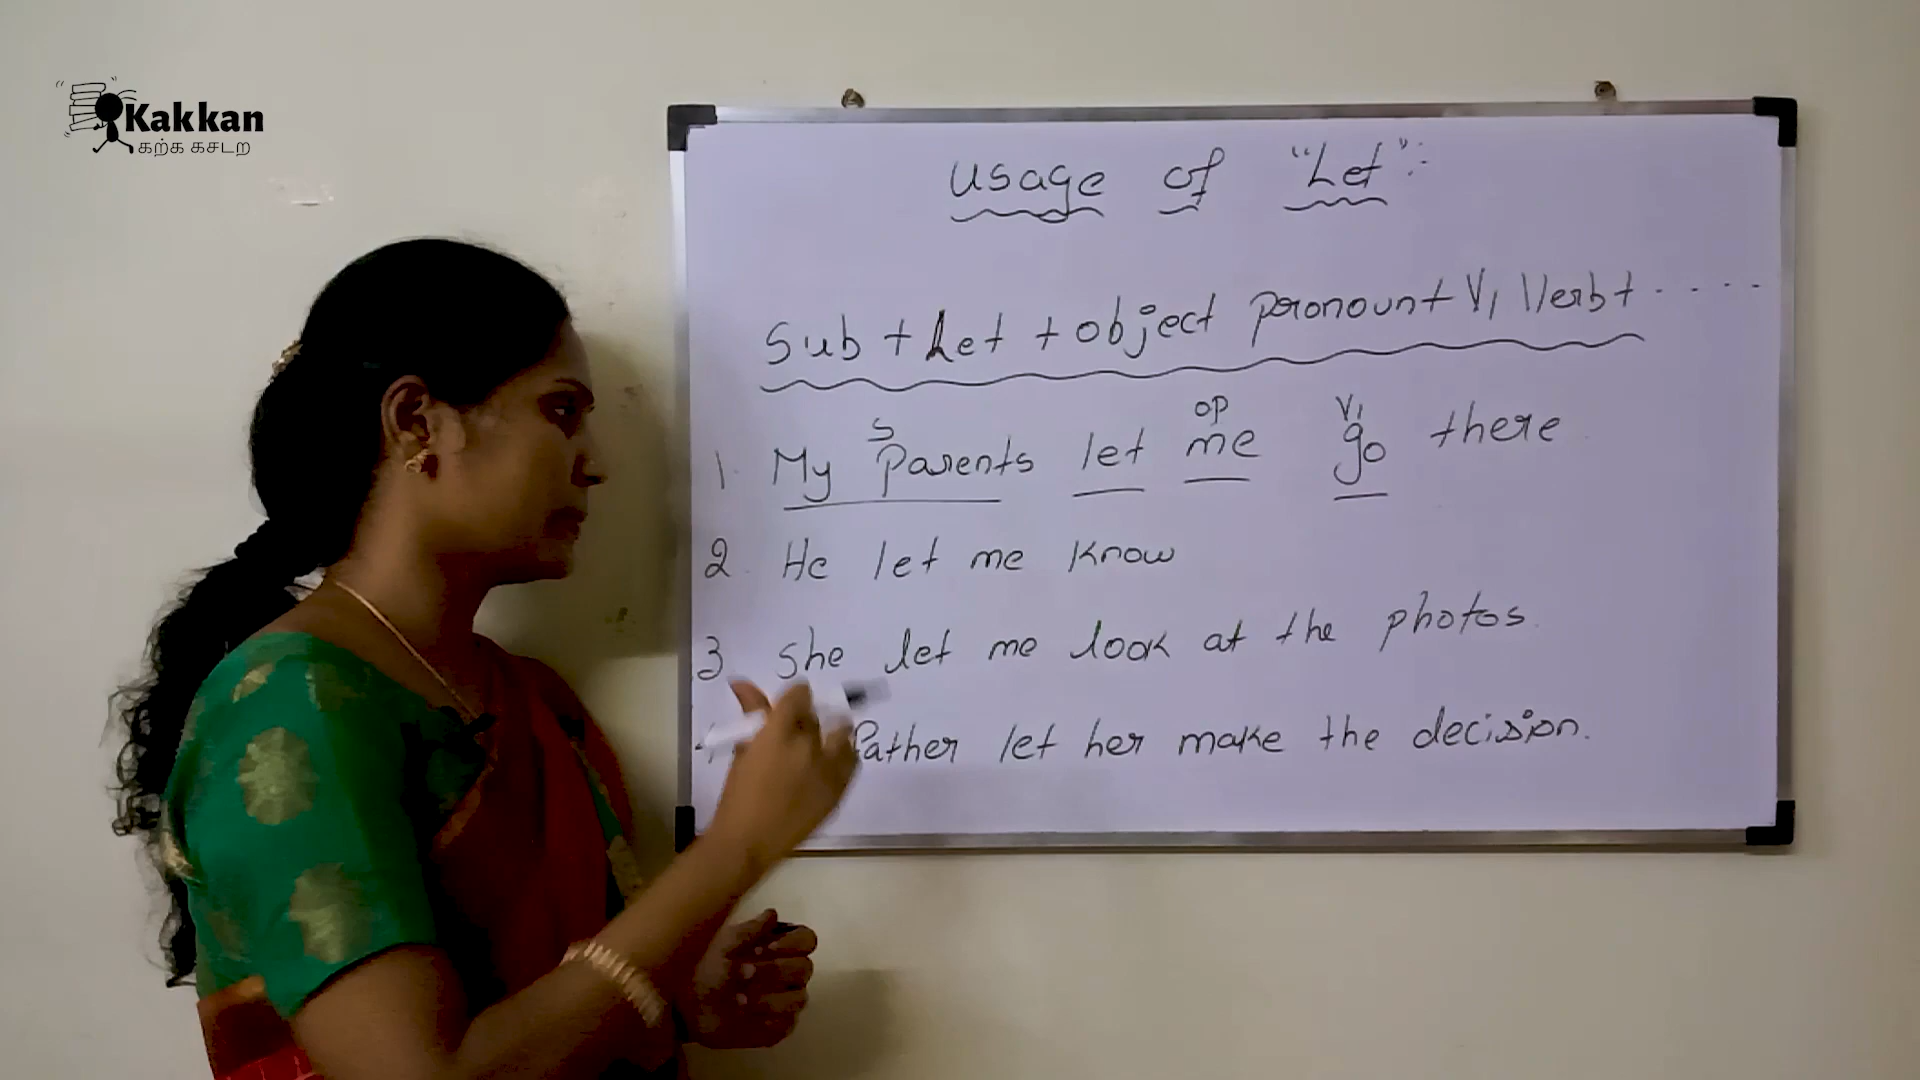 Kakkan
கற்க கசடற
Usage of "Let":-
Sub + Let + object pronoun + V1 Verb + .....
S op V1
1. My Parents let me go there
2. He let me know
3. She let me look at the photos.
father let her make the decision.